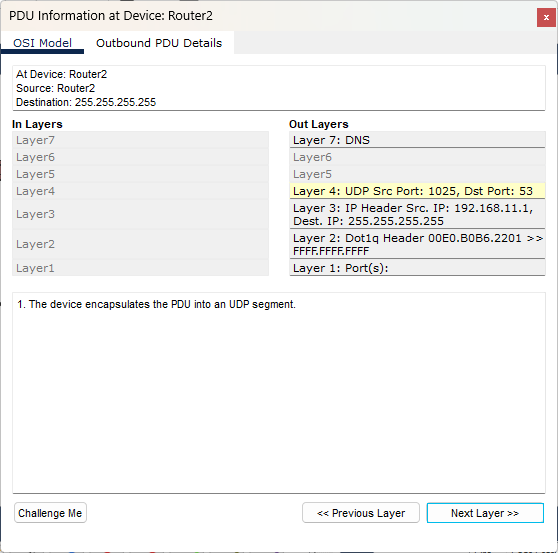 PDU Information at Device: Router2
x
OSI Model
Outbound PDU Details
At Device: Router2
Source: Router2
Destination: 255.255.255.255
In Layers
Layer7
Layer6
Layer5
Layer4
Layer3
Layer2
Layer1
Out Layers
Layer 7: DNS
Layer6
Layer5
Layer 4: UDP Src Port: 1025, Dst Port: 53
Layer 3: IP Header Src. IP: 192.168.11.1,
Dest. IP: 255.255.255.255
Layer 2: Dot1q Header 00E0.B0B6.2201 >>
FFFF.FFFF.FFFF
Layer 1: Port(s):
1. The device encapsulates the PDU into an UDP segment.
Challenge Me
<< Previous Layer
Next Layer >>